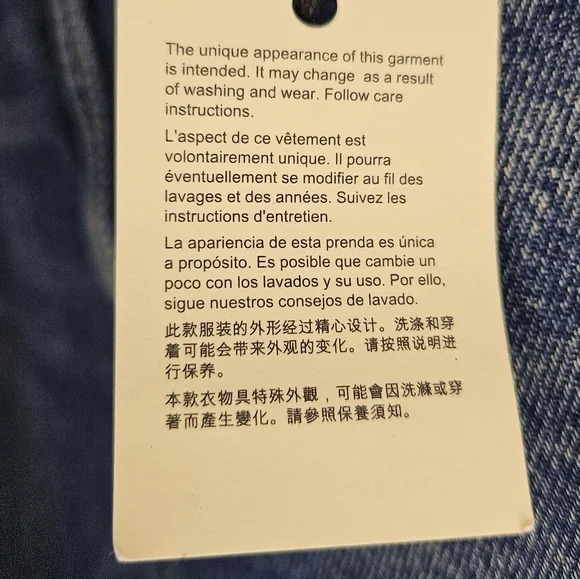 The unique appearance of this garment
is intended. It may change as a result
of washing and wear. Follow care
instructions.
L'aspect de ce vêtement est
volontairement unique. Il pourra
éventuellement se modifier au fil des
lavages et des années. Suivez les
instructions d'entretien.
La apariencia de esta prenda es única
a propósito. Es posible que cambie un
poco con los lavados y su uso. Por ello,
sigue nuestros consejos de lavado.
此款服装的外形经过精心设计。洗涤和穿
着可能会带来外观的变化。请按照说明进
行保养。
本款衣物具特殊外觀，可能會因洗滌或穿
著而產生變化。請參照保養須知。